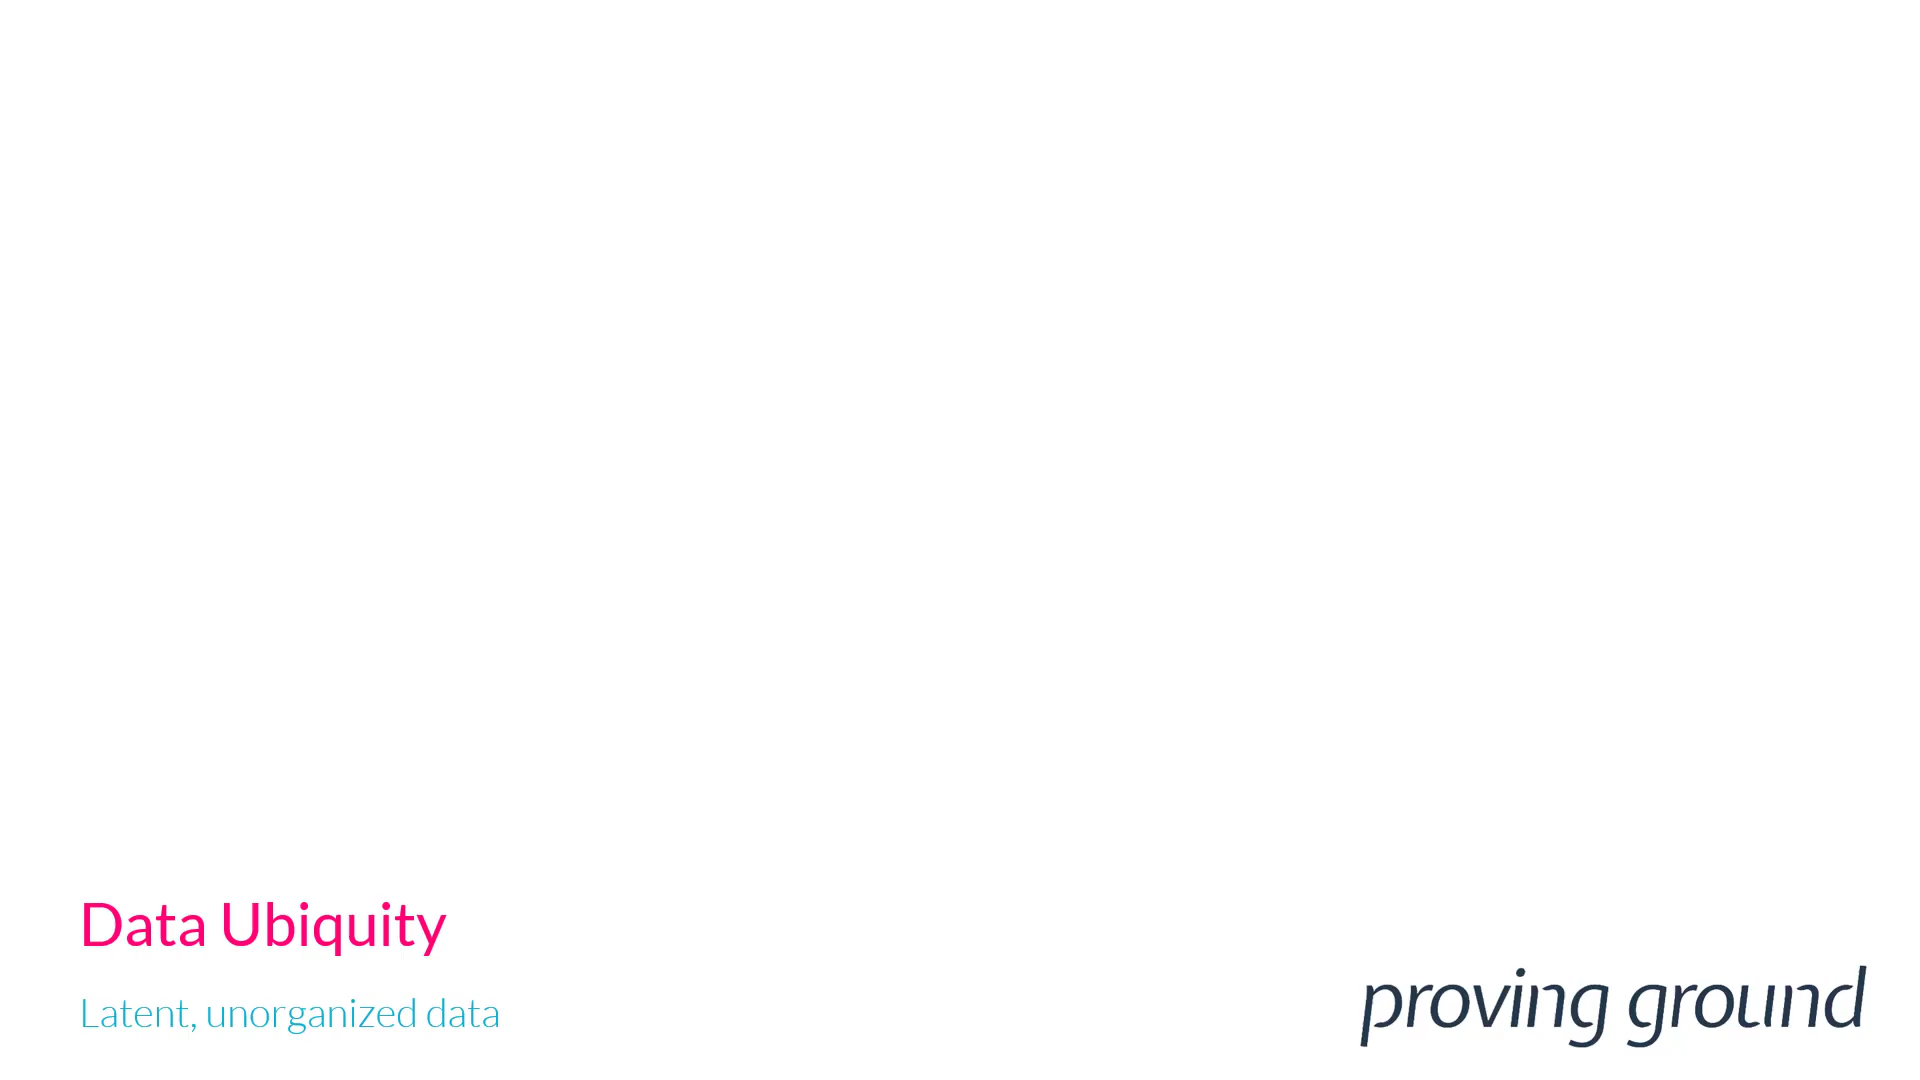 Data Ubiquity
Latent, unorganized data
proving ground